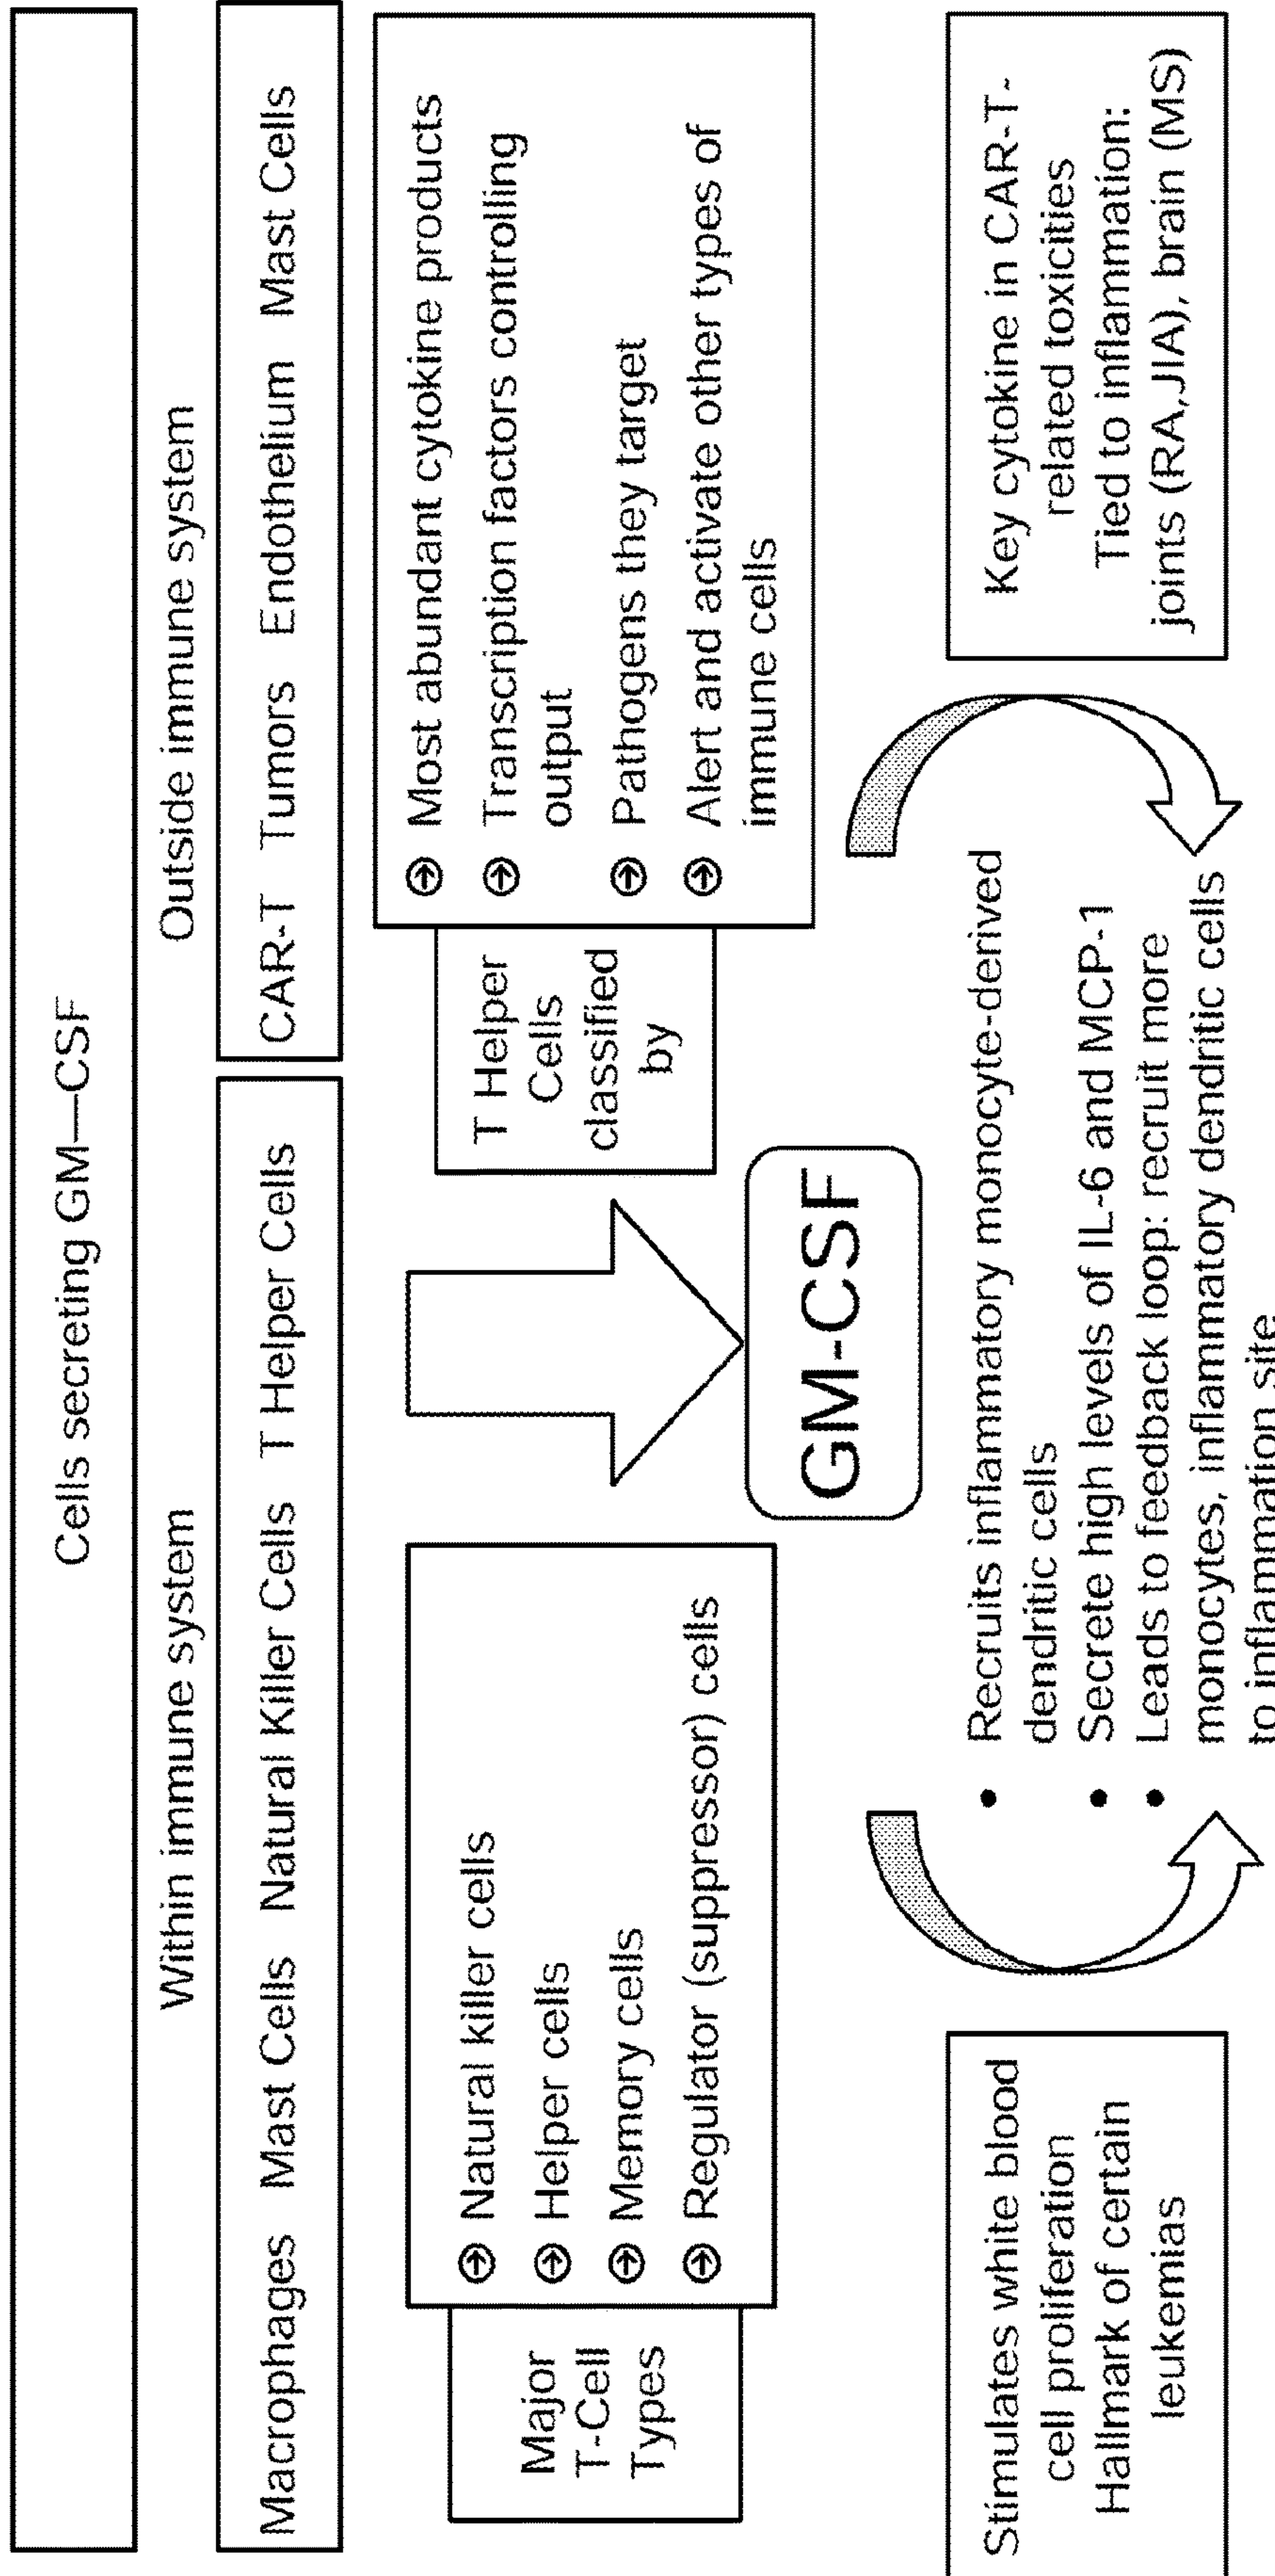 Cells secreting GM—CSF
Within immune system
Outside immune system
Macrophages Mast Cells Natural Killer Cells T Helper Cells
CAR-T Tumors Endothelium Mast Cells
Major
T-Cell
Types
Natural killer cells
Helper cells
Memory cells
Regulator (suppressor) cells
T Helper
Cells
classified
by
Most abundant cytokine products
Transcription factors controlling
output
Pathogens they target
Alert and activate other types of
immune cells
GM-CSF
Stimulates white blood
cell proliferation
Hallmark of certain
leukemias
• Recruits inflammatory monocyte-derived
dendritic cells
• Secrete high levels of IL-6 and MCP-1
• Leads to feedback loop: recruit more
monocytes, inflammatory dendritic cells
to inflammation site
Key cytokine in CAR-T-
related toxicities
Tied to inflammation:
joints (RA,JIA), brain (MS)